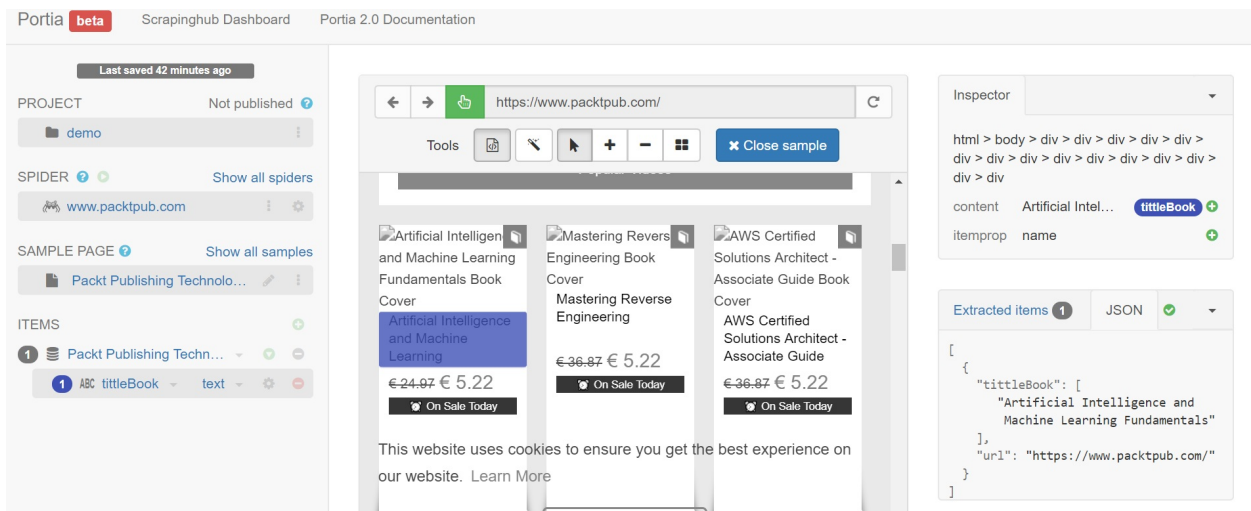 Portia beta Scrapinghub Dashboard Portia 2.0 Documentation
Last saved 42 minutes ago
PROJECT Not published ?
demo
SPIDER ? Show all spiders
www.packtpub.com
SAMPLE PAGE ? Show all samples
Packt Publishing Technolo...
ITEMS
1 Packt Publishing Techn...
1 ABC tittleBook text
https://www.packtpub.com/
Tools
Close sample
Popular Videos
Artificial Intelligen
and Machine Learning
Fundamentals Book
Cover
Artificial Intelligence
and Machine
Learning
€ 24.97 € 5.22
On Sale Today
Mastering Revers
Engineering Book
Cover
Mastering Reverse
Engineering
€ 36.87 € 5.22
On Sale Today
AWS Certified
Solutions Architect -
Associate Guide Book
Cover
AWS Certified
Solutions Architect -
Associate Guide
€ 36.87 € 5.22
On Sale Today
This website uses cookies to ensure you get the best experience on
our website. Learn More
Inspector
html > body > div > div > div > div > div >
div > div > div > div > div > div > div > div >
div > div
content Artificial Intel... tittleBook
itemprop name
Extracted items 1 JSON
[
{
"tittleBook": [
"Artificial Intelligence and
Machine Learning Fundamentals"
],
"url": "https://www.packtpub.com/"
}
]